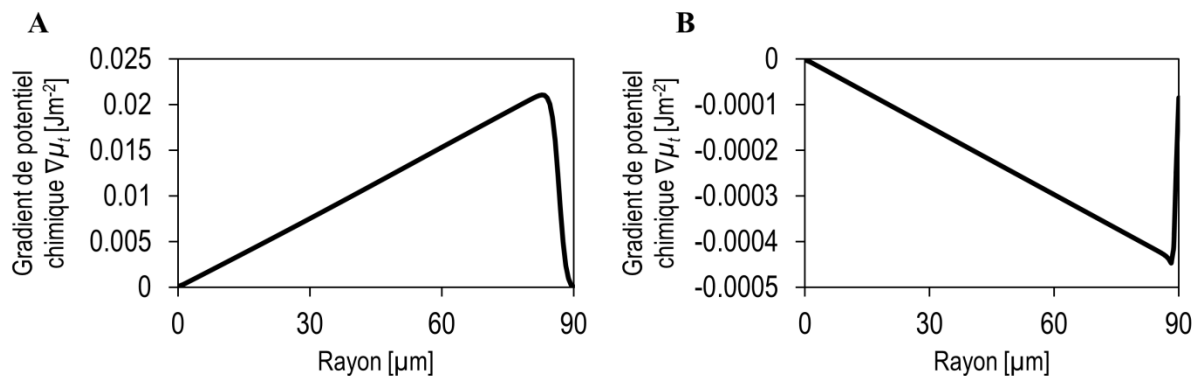 A
Gradient de potentiel
chimique ∇μₜ [Jm⁻²]
0.025
0.02
0.015
0.01
0.005
0
0 30 60 90
Rayon [µm]
B
Gradient de potentiel
chimique ∇μₜ [Jm⁻²]
0
-0.0001
-0.0002
-0.0003
-0.0004
-0.0005
0 30 60 90
Rayon [µm]